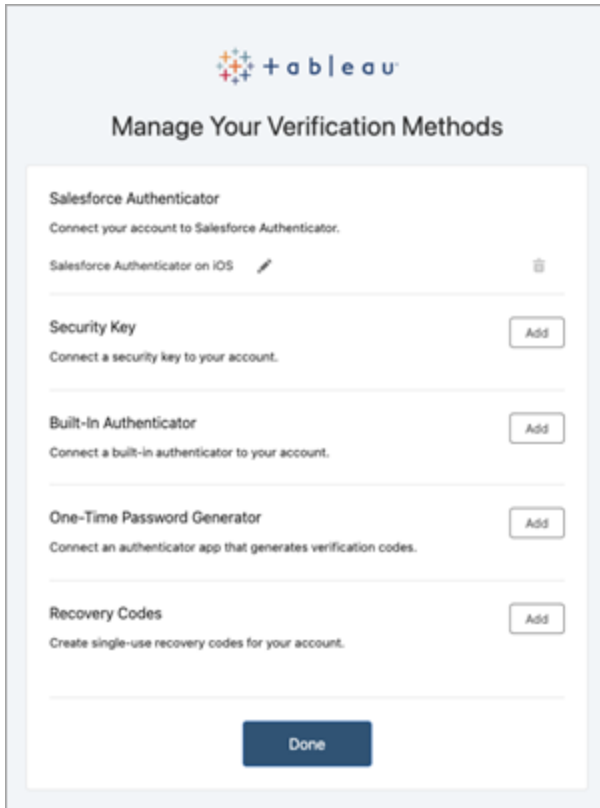 +ableau
Manage Your Verification Methods
Salesforce Authenticator
Connect your account to Salesforce Authenticator.
Salesforce Authenticator on iOS
Security Key
Add
Connect a security key to your account.
Built-In Authenticator
Add
Connect a built-in authenticator to your account.
One-Time Password Generator
Add
Connect an authenticator app that generates verification codes.
Recovery Codes
Add
Create single-use recovery codes for your account.
Done